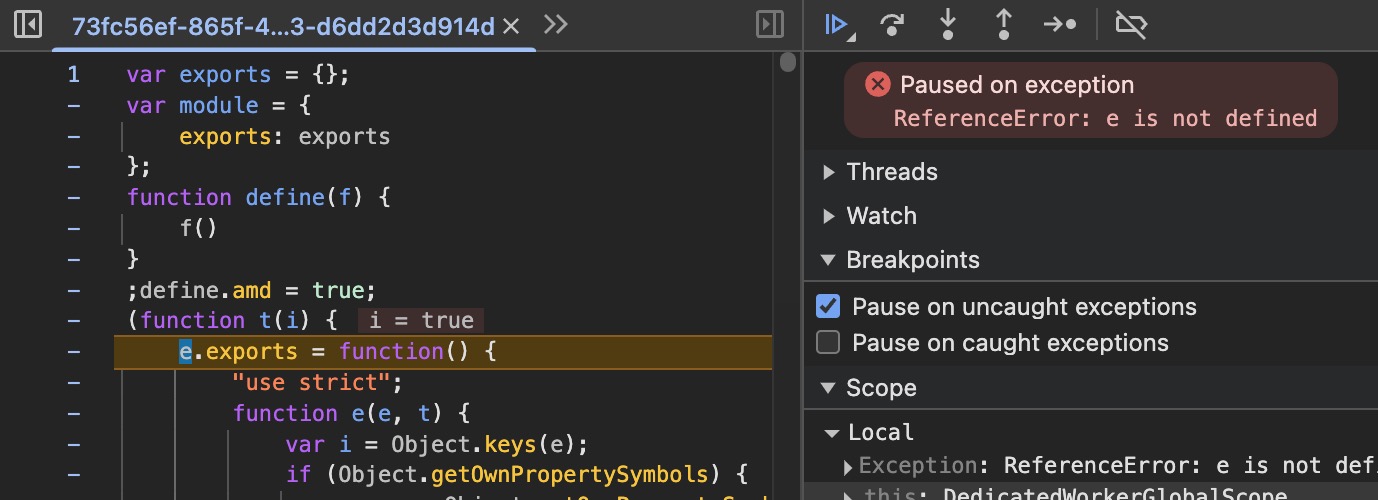 73fc56ef-865f-4...3-d6dd2d3d914d
1 var exports = {};
- var module = {
- exports: exports
- };
- function define(f) {
- f()
- }
- ;define.amd = true;
- (function t(i) { i = true
- e.exports = function() {
- "use strict";
- function e(e, t) {
- var i = Object.keys(e);
- if (Object.getOwnPropertySymbols) {
Paused on exception
ReferenceError: e is not defined
Threads
Watch
Breakpoints
Pause on uncaught exceptions
Pause on caught exceptions
Scope
Local
Exception: ReferenceError: e is not def
this: DedicatedWorkerGlobalScope